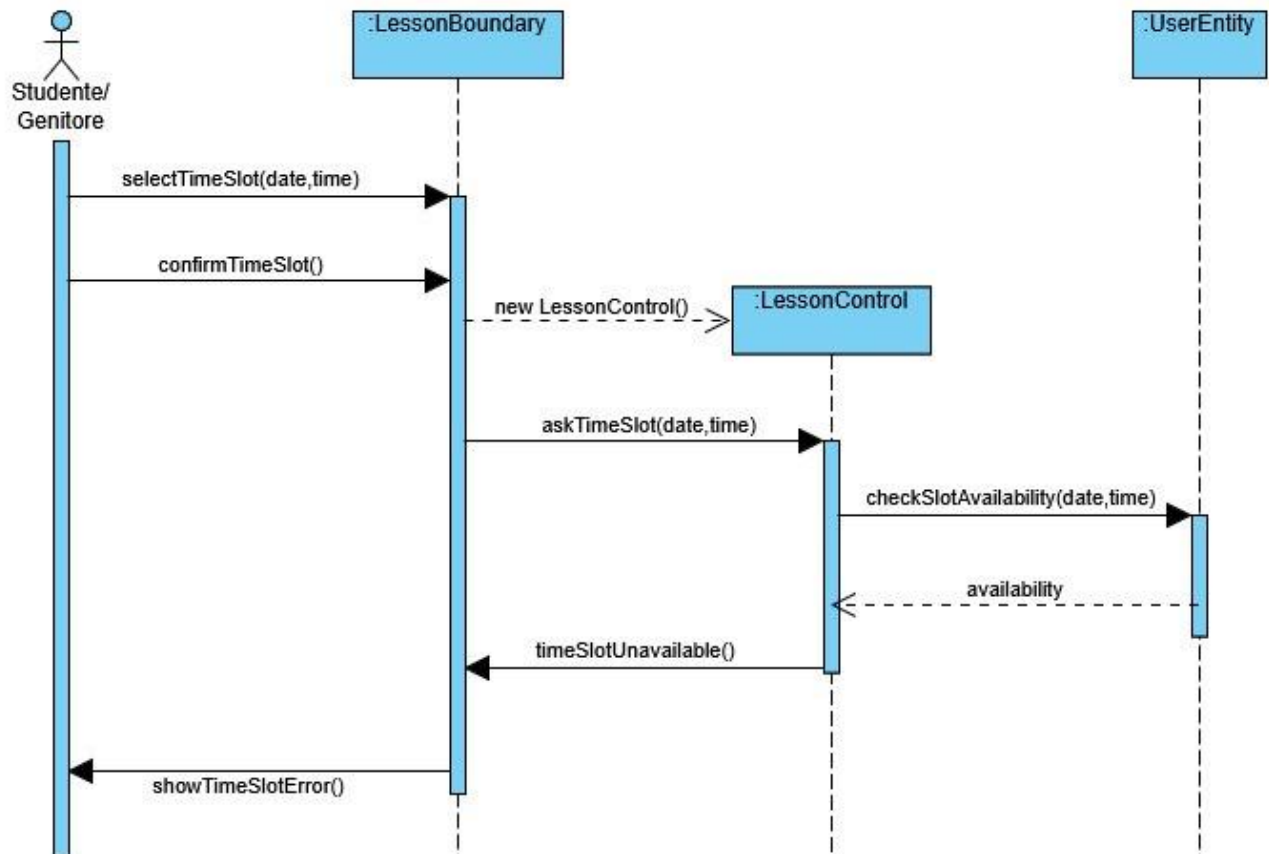 :LessonBoundary
:UserEntity
Studente/
Genitore
selectTimeSlot(date,time)
confirmTimeSlot()
new LessonControl()
:LessonControl
askTimeSlot(date,time)
checkSlotAvailability(date,time)
availability
timeSlotUnavailable()
showTimeSlotError()